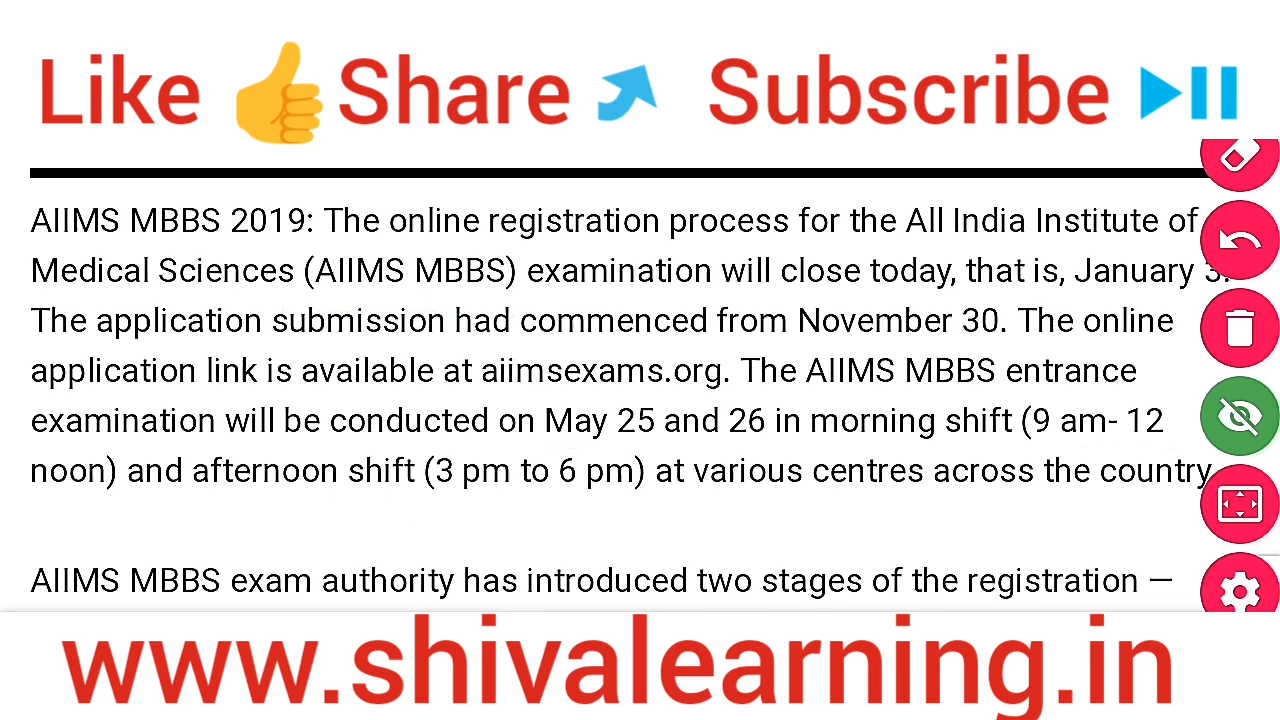 Like Share Subscribe
AIIMS MBBS 2019: The online registration process for the All India Institute of
Medical Sciences (AIIMS MBBS) examination will close today, that is, January 3.
The application submission had commenced from November 30. The online
application link is available at aiimsexams.org. The AIIMS MBBS entrance
examination will be conducted on May 25 and 26 in morning shift (9 am- 12
noon) and afternoon shift (3 pm to 6 pm) at various centres across the country
AIIMS MBBS exam authority has introduced two stages of the registration —
www.shivalearning.in